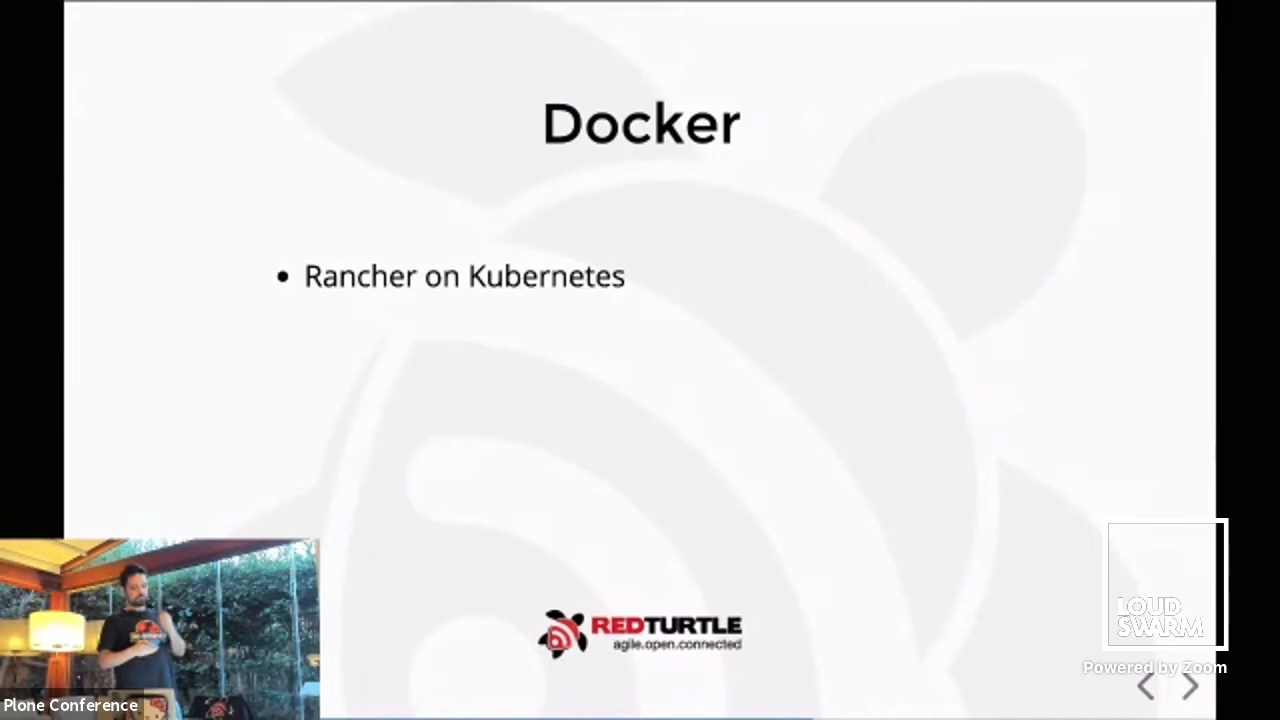 Docker
Rancher on Kubernetes
REDTURTLE
agile.open.connected
LOUD
SWARM
Powered by Zoom
Plone Conference